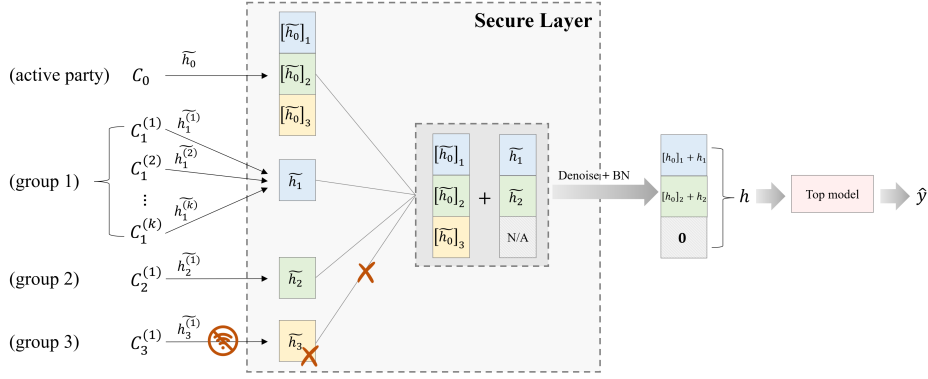 Secure Layer
(active party) C₀ h̃₀
[h̃₀]₁
[h̃₀]₂
[h̃₀]₃
(group 1)
C₁⁽¹⁾ h̃₁⁽¹⁾
C₁⁽²⁾ h̃₁⁽²⁾
⋮
C₁⁽ᵏ⁾ h̃₁⁽ᵏ⁾
h̃₁
(group 2) C₂⁽¹⁾ h̃₂⁽¹⁾ h̃₂
(group 3) C₃⁽¹⁾ h̃₃⁽¹⁾ h̃₃
[h̃₀]₁ h̃₁
[h̃₀]₂ + h̃₂
[h̃₀]₃ N/A
Denoise + BN
[h₀]₁ + h₁
[h₀]₂ + h₂
0
h
Top model
ŷ